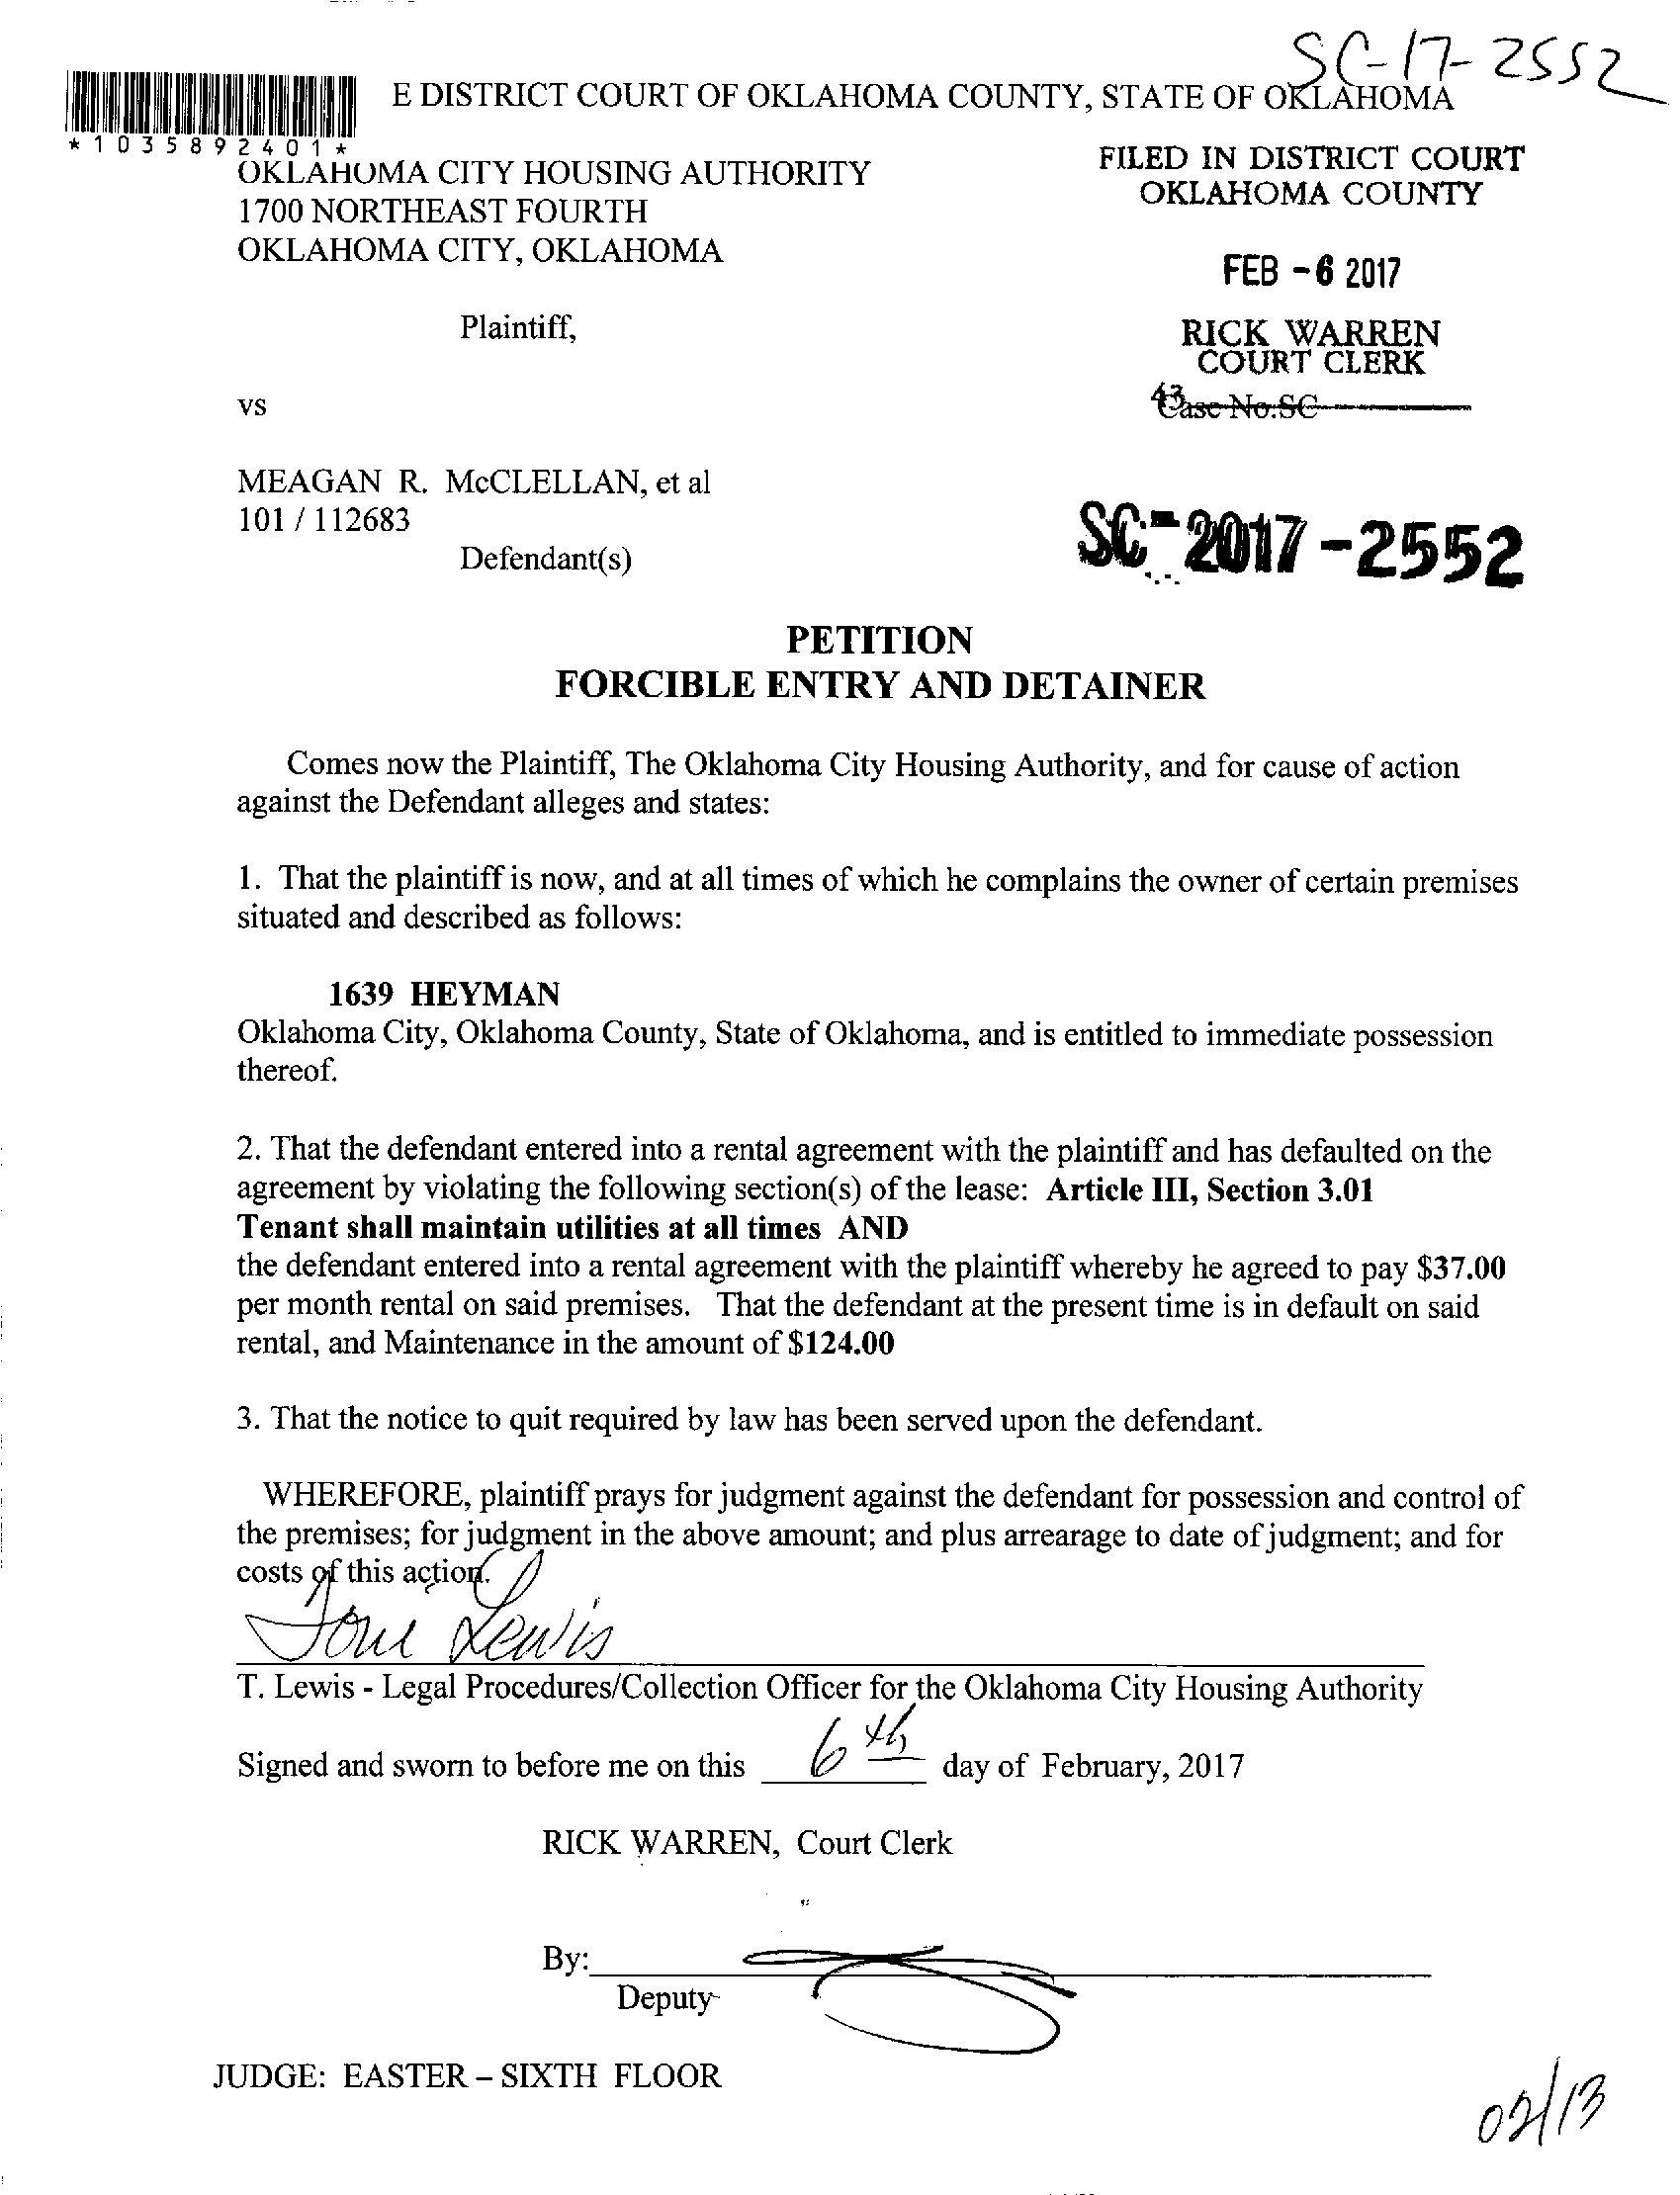 SC-17-2552
E DISTRICT COURT OF OKLAHOMA COUNTY, STATE OF OKLAHOMA
*1035892401*
OKLAHOMA CITY HOUSING AUTHORITY
1700 NORTHEAST FOURTH
OKLAHOMA CITY, OKLAHOMA
FILED IN DISTRICT COURT
OKLAHOMA COUNTY
FEB -6 2017
RICK WARREN
COURT CLERK
43
Case No.SC
Plaintiff,
vs
MEAGAN R. McCLELLAN, et al
101 / 112683
Defendant(s)
SC-2017-2552
PETITION
FORCIBLE ENTRY AND DETAINER
Comes now the Plaintiff, The Oklahoma City Housing Authority, and for cause of action
against the Defendant alleges and states:
1. That the plaintiff is now, and at all times of which he complains the owner of certain premises
situated and described as follows:
1639 HEYMAN
Oklahoma City, Oklahoma County, State of Oklahoma, and is entitled to immediate possession
thereof.
2. That the defendant entered into a rental agreement with the plaintiff and has defaulted on the
agreement by violating the following section(s) of the lease: Article III, Section 3.01
Tenant shall maintain utilities at all times AND
the defendant entered into a rental agreement with the plaintiff whereby he agreed to pay $37.00
per month rental on said premises. That the defendant at the present time is in default on said
rental, and Maintenance in the amount of $124.00
3. That the notice to quit required by law has been served upon the defendant.
WHEREFORE, plaintiff prays for judgment against the defendant for possession and control of
the premises; for judgment in the above amount; and plus arrearage to date of judgment; and for
costs of this action.
Toni Lewis
T. Lewis - Legal Procedures/Collection Officer for the Oklahoma City Housing Authority
Signed and sworn to before me on this 6th day of February, 2017
RICK WARREN, Court Clerk
By:
Deputy
JUDGE: EASTER – SIXTH FLOOR
02/13